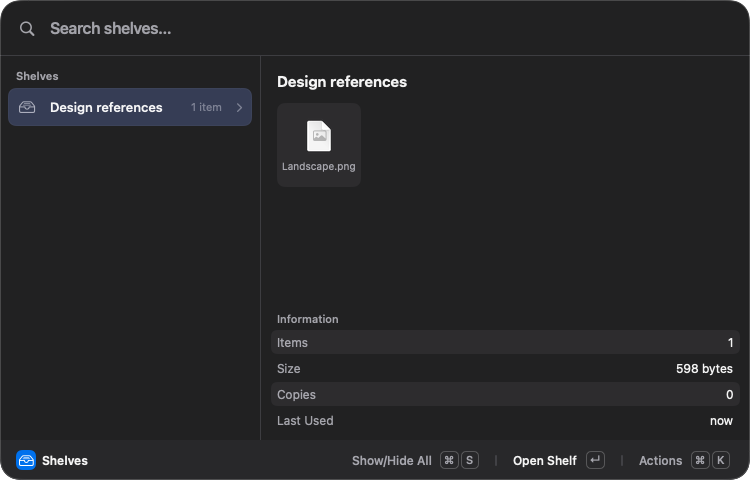 Search shelves...
Shelves
Design references 1 item
Design references
Landscape.png
Information
Items 1
Size 598 bytes
Copies 0
Last Used now
Shelves Show/Hide All ⌘ S Open Shelf ↵ Actions ⌘ K